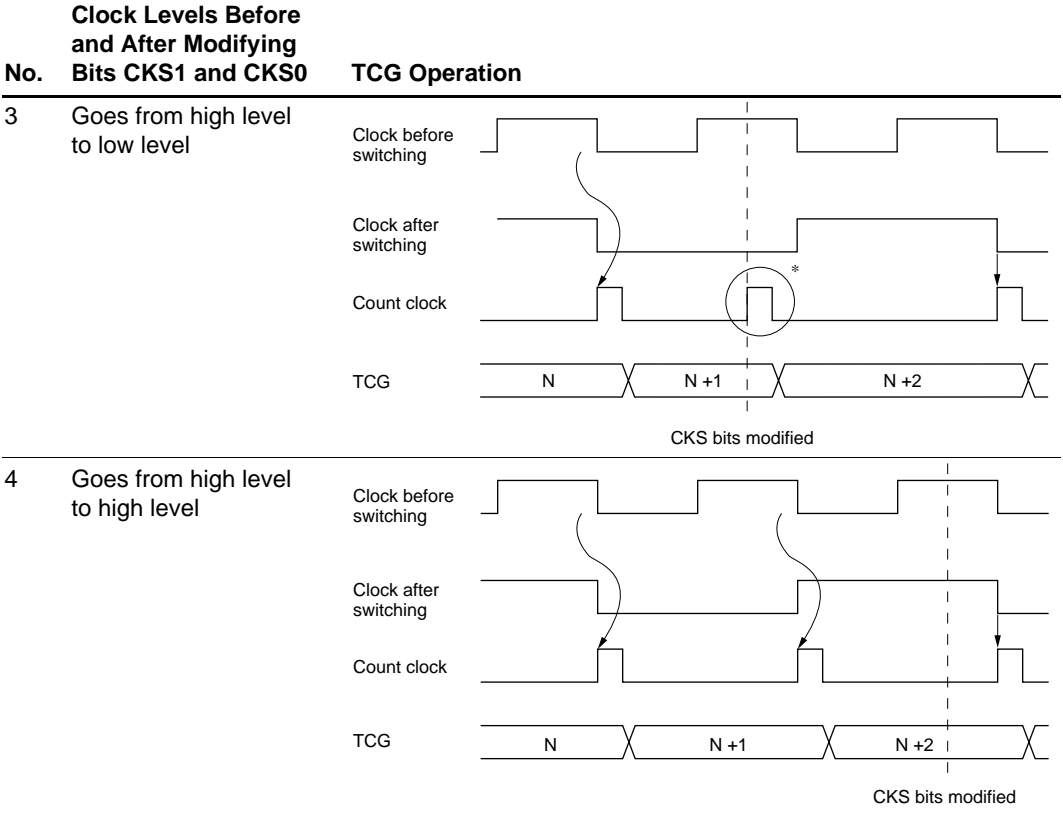 Clock Levels Before
and After Modifying
No. Bits CKS1 and CKS0 TCG Operation
3 Goes from high level
to low level
Clock before
switching
Clock after
switching
*
Count clock
TCG N N +1 N +2
CKS bits modified
4 Goes from high level
to high level
Clock before
switching
Clock after
switching
Count clock
TCG N N +1 N +2
CKS bits modified